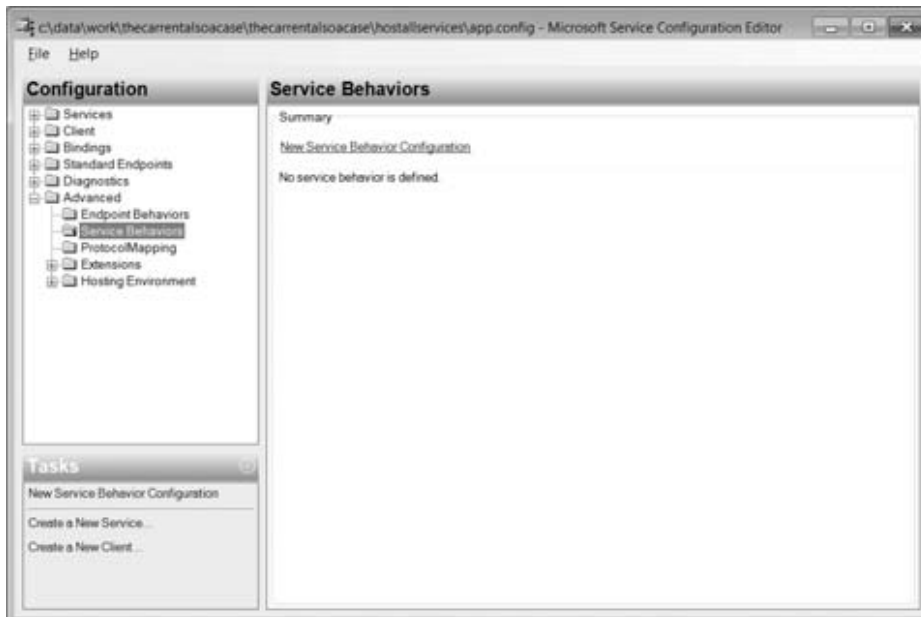 c:\data\work\thecarrentalsoacase\thecarrentalsoacase\hostallservices\app.config - Microsoft Service Configuration Editor
File Help
Configuration
Services
Client
Bindings
Standard Endpoints
Diagnostics
Advanced
Endpoint Behaviors
Service Behaviors
ProtocolMapping
Extensions
Hosting Environment
Tasks
New Service Behavior Configuration
Create a New Service...
Create a New Client...
Service Behaviors
Summary
New Service Behavior Configuration
No service behavior is defined.